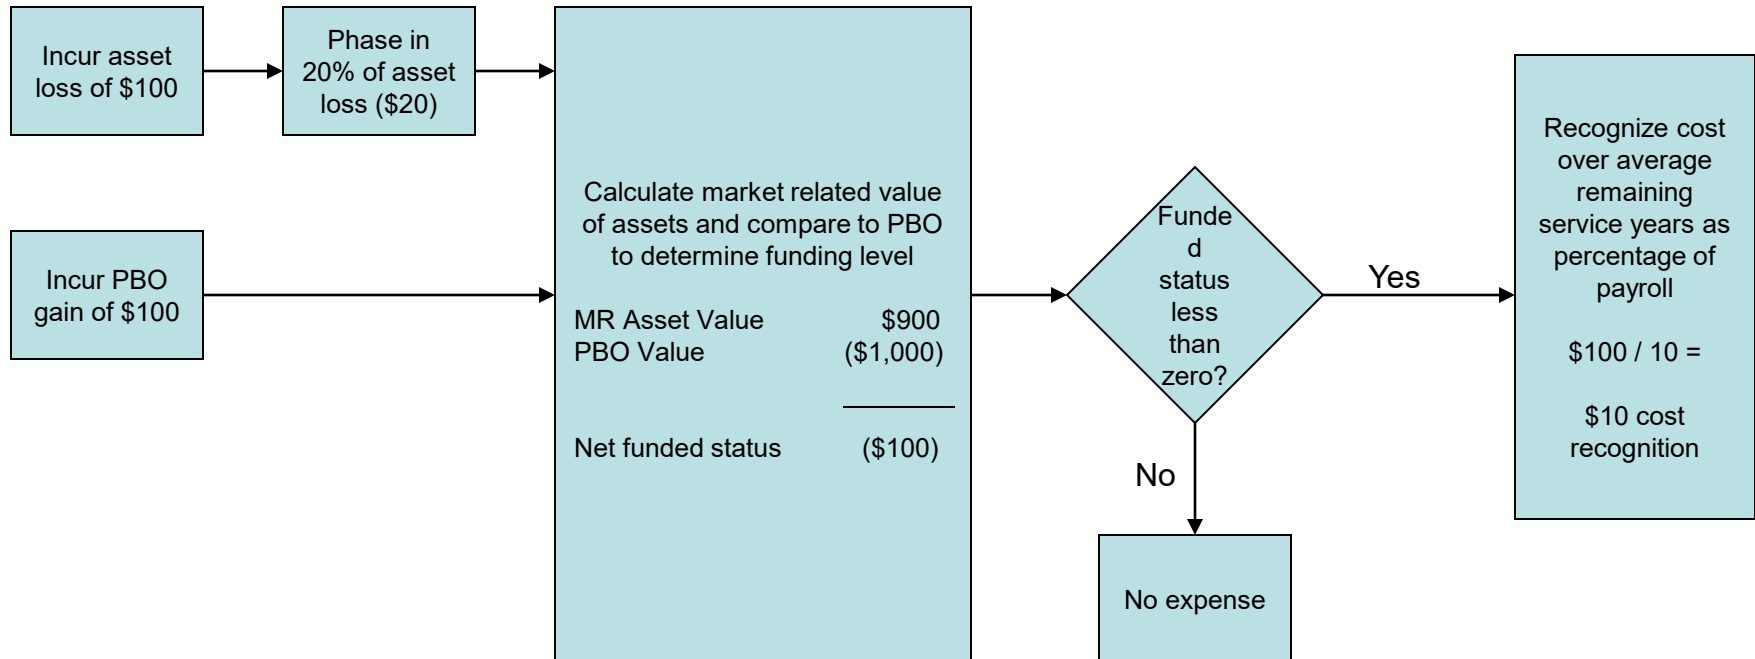 Incur asset
loss of $100
Phase in
20% of asset
loss ($20)
Incur PBO
gain of $100
Calculate market related value
of assets and compare to PBO
to determine funding level
MR Asset Value $900
PBO Value ($1,000)
Net funded status ($100)
Funde
d
status
less
than
zero?
Yes
No
No expense
Recognize cost
over average
remaining
service years as
percentage of
payroll
$100 / 10 =
$10 cost
recognition